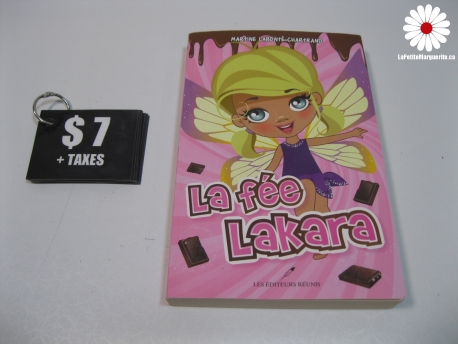 MARTINE LABONTÉ-CHARTRAND
LaPetiteMarguerite.ca
$ 7
+ TAXES
La fée
Lakara
LES ÉDITEURS RÉUNIS